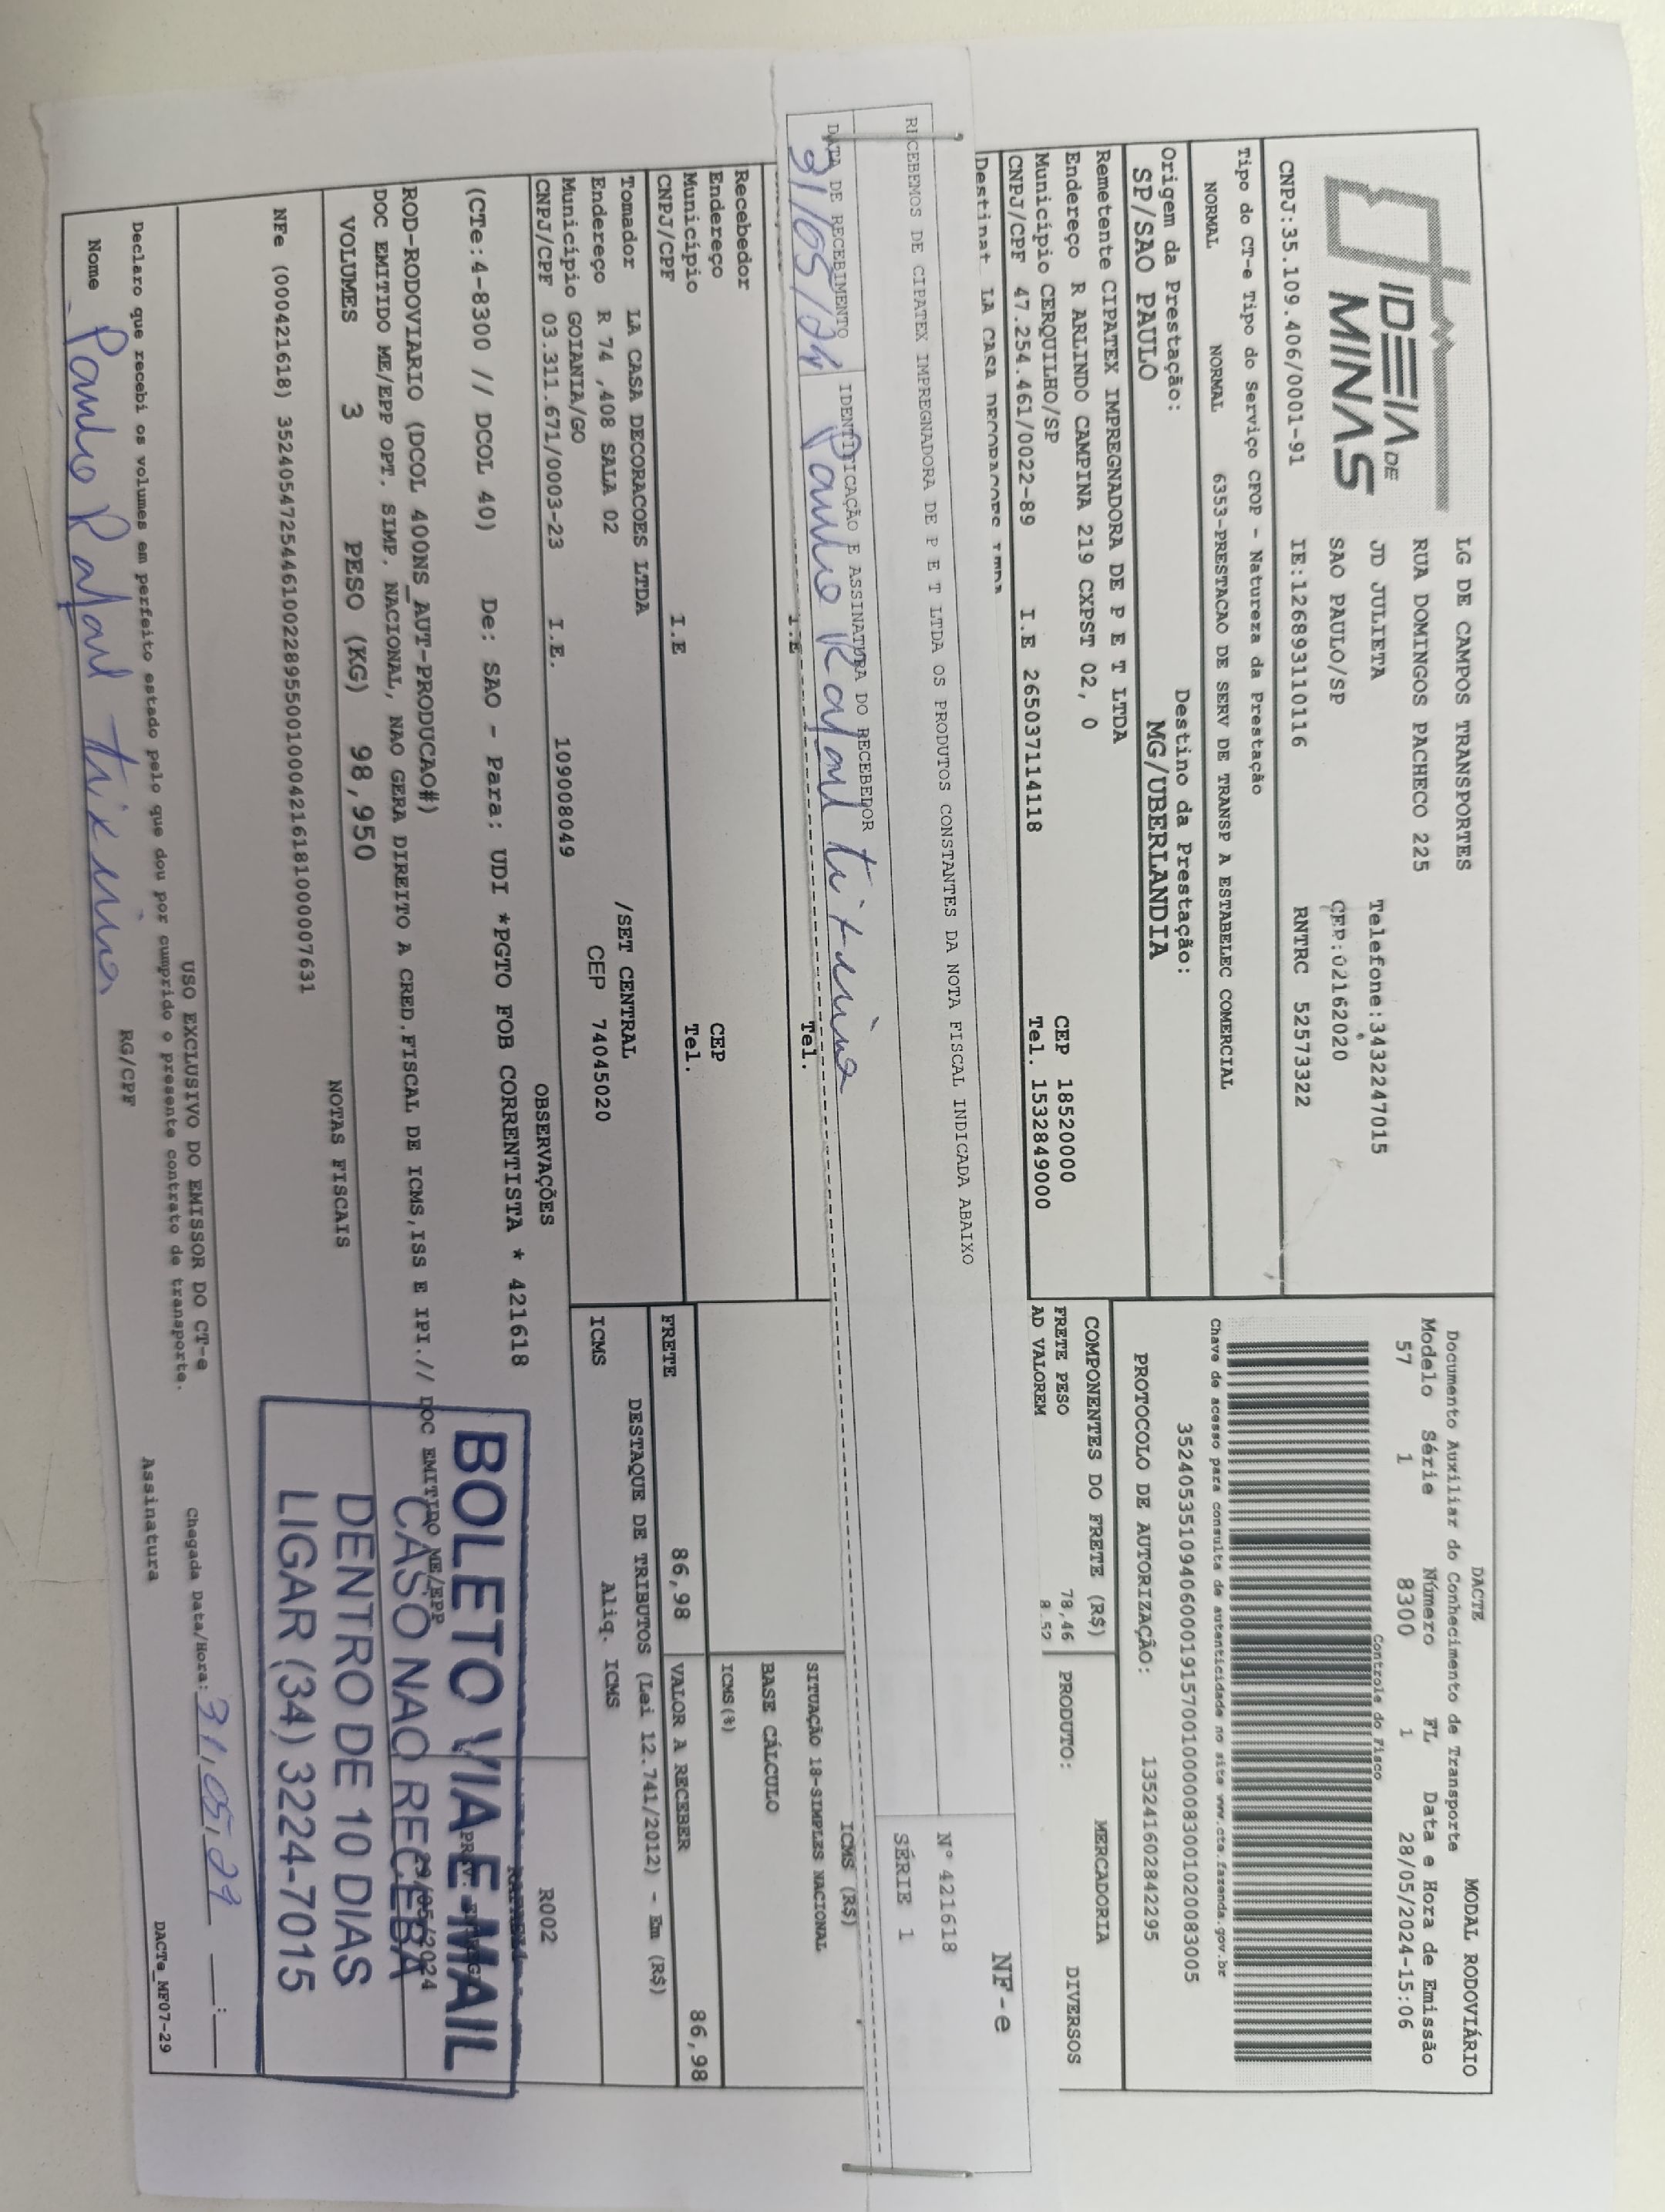 IDEIA DE
MINAS
LG DE CAMPOS TRANSPORTES
RUA DOMINGOS PACHECO 225
JD JULIETA Telefone:3432247015
SAO PAULO/SP CEP:02162020
CNPJ:35.109.406/0001-91 IE:126893110116 RNTRC 52573322
DACTE MODAL RODOVIÁRIO
Documento Auxiliar do Conhecimento de Transporte
Modelo Série Número FL Data e Hora de Emissão
57 1 8300 1 28/05/2024-15:06
Controle do Fisco
Chave de acesso para consulta de autenticidade no site www.cte.fazenda.gov.br
35240535109406000191570010000083001020083005
PROTOCOLO DE AUTORIZAÇÃO: 135241602842295
Tipo do CT-e Tipo do Serviço CFOP - Natureza da Prestação
NORMAL NORMAL 6353-PRESTACAO DE SERV DE TRANSP A ESTABELEC COMERCIAL
Origem da Prestação: Destino da Prestação:
SP/SAO PAULO MG/UBERLANDIA
Remetente CIPATEX IMPREGNADORA DE P E T LTDA
Endereço R ARLINDO CAMPINA 219 CXPST 02, 0 CEP 18520000
Município CERQUILHO/SP Tel. 1532849000
CNPJ/CPF 47.254.461/0022-89 I.E 265037114118
Destinat LA CASA DECORACOES LTDA
COMPONENTES DO FRETE (R$) MERCADORIA
FRETE PESO 78,46 PRODUTO: DIVERSOS
AD VALOREM 8.52
NF-e
RECEBEMOS DE CIPATEX IMPREGNADORA DE P E T LTDA OS PRODUTOS CONSTANTES DA NOTA FISCAL INDICADA ABAIXO
Nº 421618
SÉRIE 1
DATA DE RECEBIMENTO IDENTIFICAÇÃO E ASSINATURA DO RECEBEDOR
31/05/24 Paulo Rafael
I.E Tel.
ICMS (R$)
SITUAÇÃO 18-SIMPLES NACIONAL
BASE CÁLCULO
ICMS(%)
Recebedor
Endereço CEP
Município Tel.
CNPJ/CPF I.E
FRETE 86,98 VALOR A RECEBER 86,98
Tomador LA CASA DECORACOES LTDA
Endereço R 74 ,408 SALA 02 /SET CENTRAL
Município GOIANIA/GO CEP 74045020
CNPJ/CPF 03.311.671/0003-23 I.E. 109008049
DESTAQUE DE TRIBUTOS (Lei 12.741/2012) - Em (R$)
ICMS Aliq. ICMS
OBSERVAÇÕES
R002
(CTe:4-8300 // DCOL 40) De: SAO - Para: UDI *PGTO FOB CORRENTISTA * 421618
ROD-RODOVIARIO (DCOL 400NS_AUT-PRODUCAO#)
DOC EMITIDO ME/EPP OPT. SIMP. NACIONAL, NAO GERA DIREITO A CRED.FISCAL DE ICMS,ISS E IPI.// DOC EMITIDO ME/EPP
29/05/2024
BOLETO VIA E-MAIL
CASO NAO RECEBA
DENTRO DE 10 DIAS
LIGAR (34) 3224-7015
VOLUMES 3 PESO (KG) 98,950
NOTAS FISCAIS
NFe (000421618) 35240547254461002289550010004216181000007631
USO EXCLUSIVO DO EMISSOR DO CT-e
Declaro que recebi os volumes em perfeito estado pelo que dou por cumprido o presente contrato de transporte.
Chegada Data/Hora: 31/05/24 __:__
Nome Paulo Rafael RG/CPF Assinatura
DACTe_MF07-29